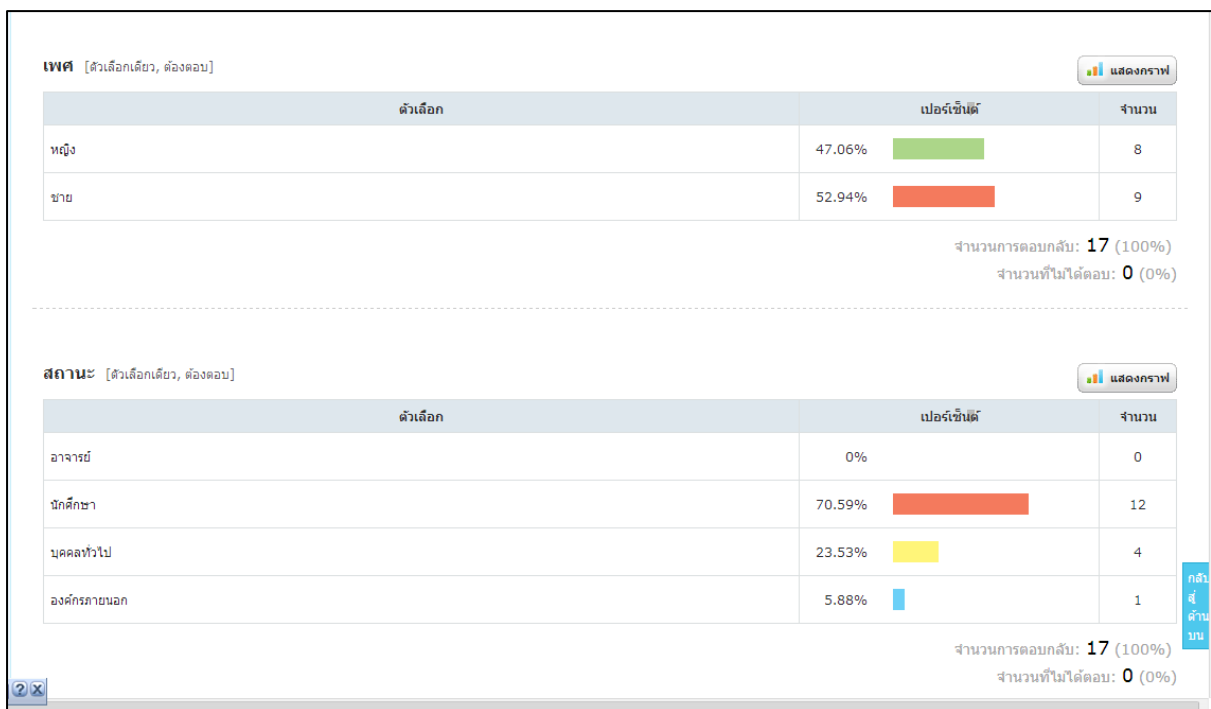 เพศ [ตัวเลือกเดียว, ต้องตอบ]
แสดงกราฟ
ตัวเลือก เปอร์เซ็นต์ จำนวน
หญิง 47.06% 8
ชาย 52.94% 9
จำนวนการตอบกลับ: 17 (100%)
จำนวนที่ไม่ได้ตอบ: 0 (0%)
สถานะ [ตัวเลือกเดียว, ต้องตอบ]
แสดงกราฟ
ตัวเลือก เปอร์เซ็นต์ จำนวน
อาจารย์ 0% 0
นักศึกษา 70.59% 12
บุคคลทั่วไป 23.53% 4
องค์กรภายนอก 5.88% 1
กลับ
สู่
ด้าน
บน
จำนวนการตอบกลับ: 17 (100%)
จำนวนที่ไม่ได้ตอบ: 0 (0%)
? X